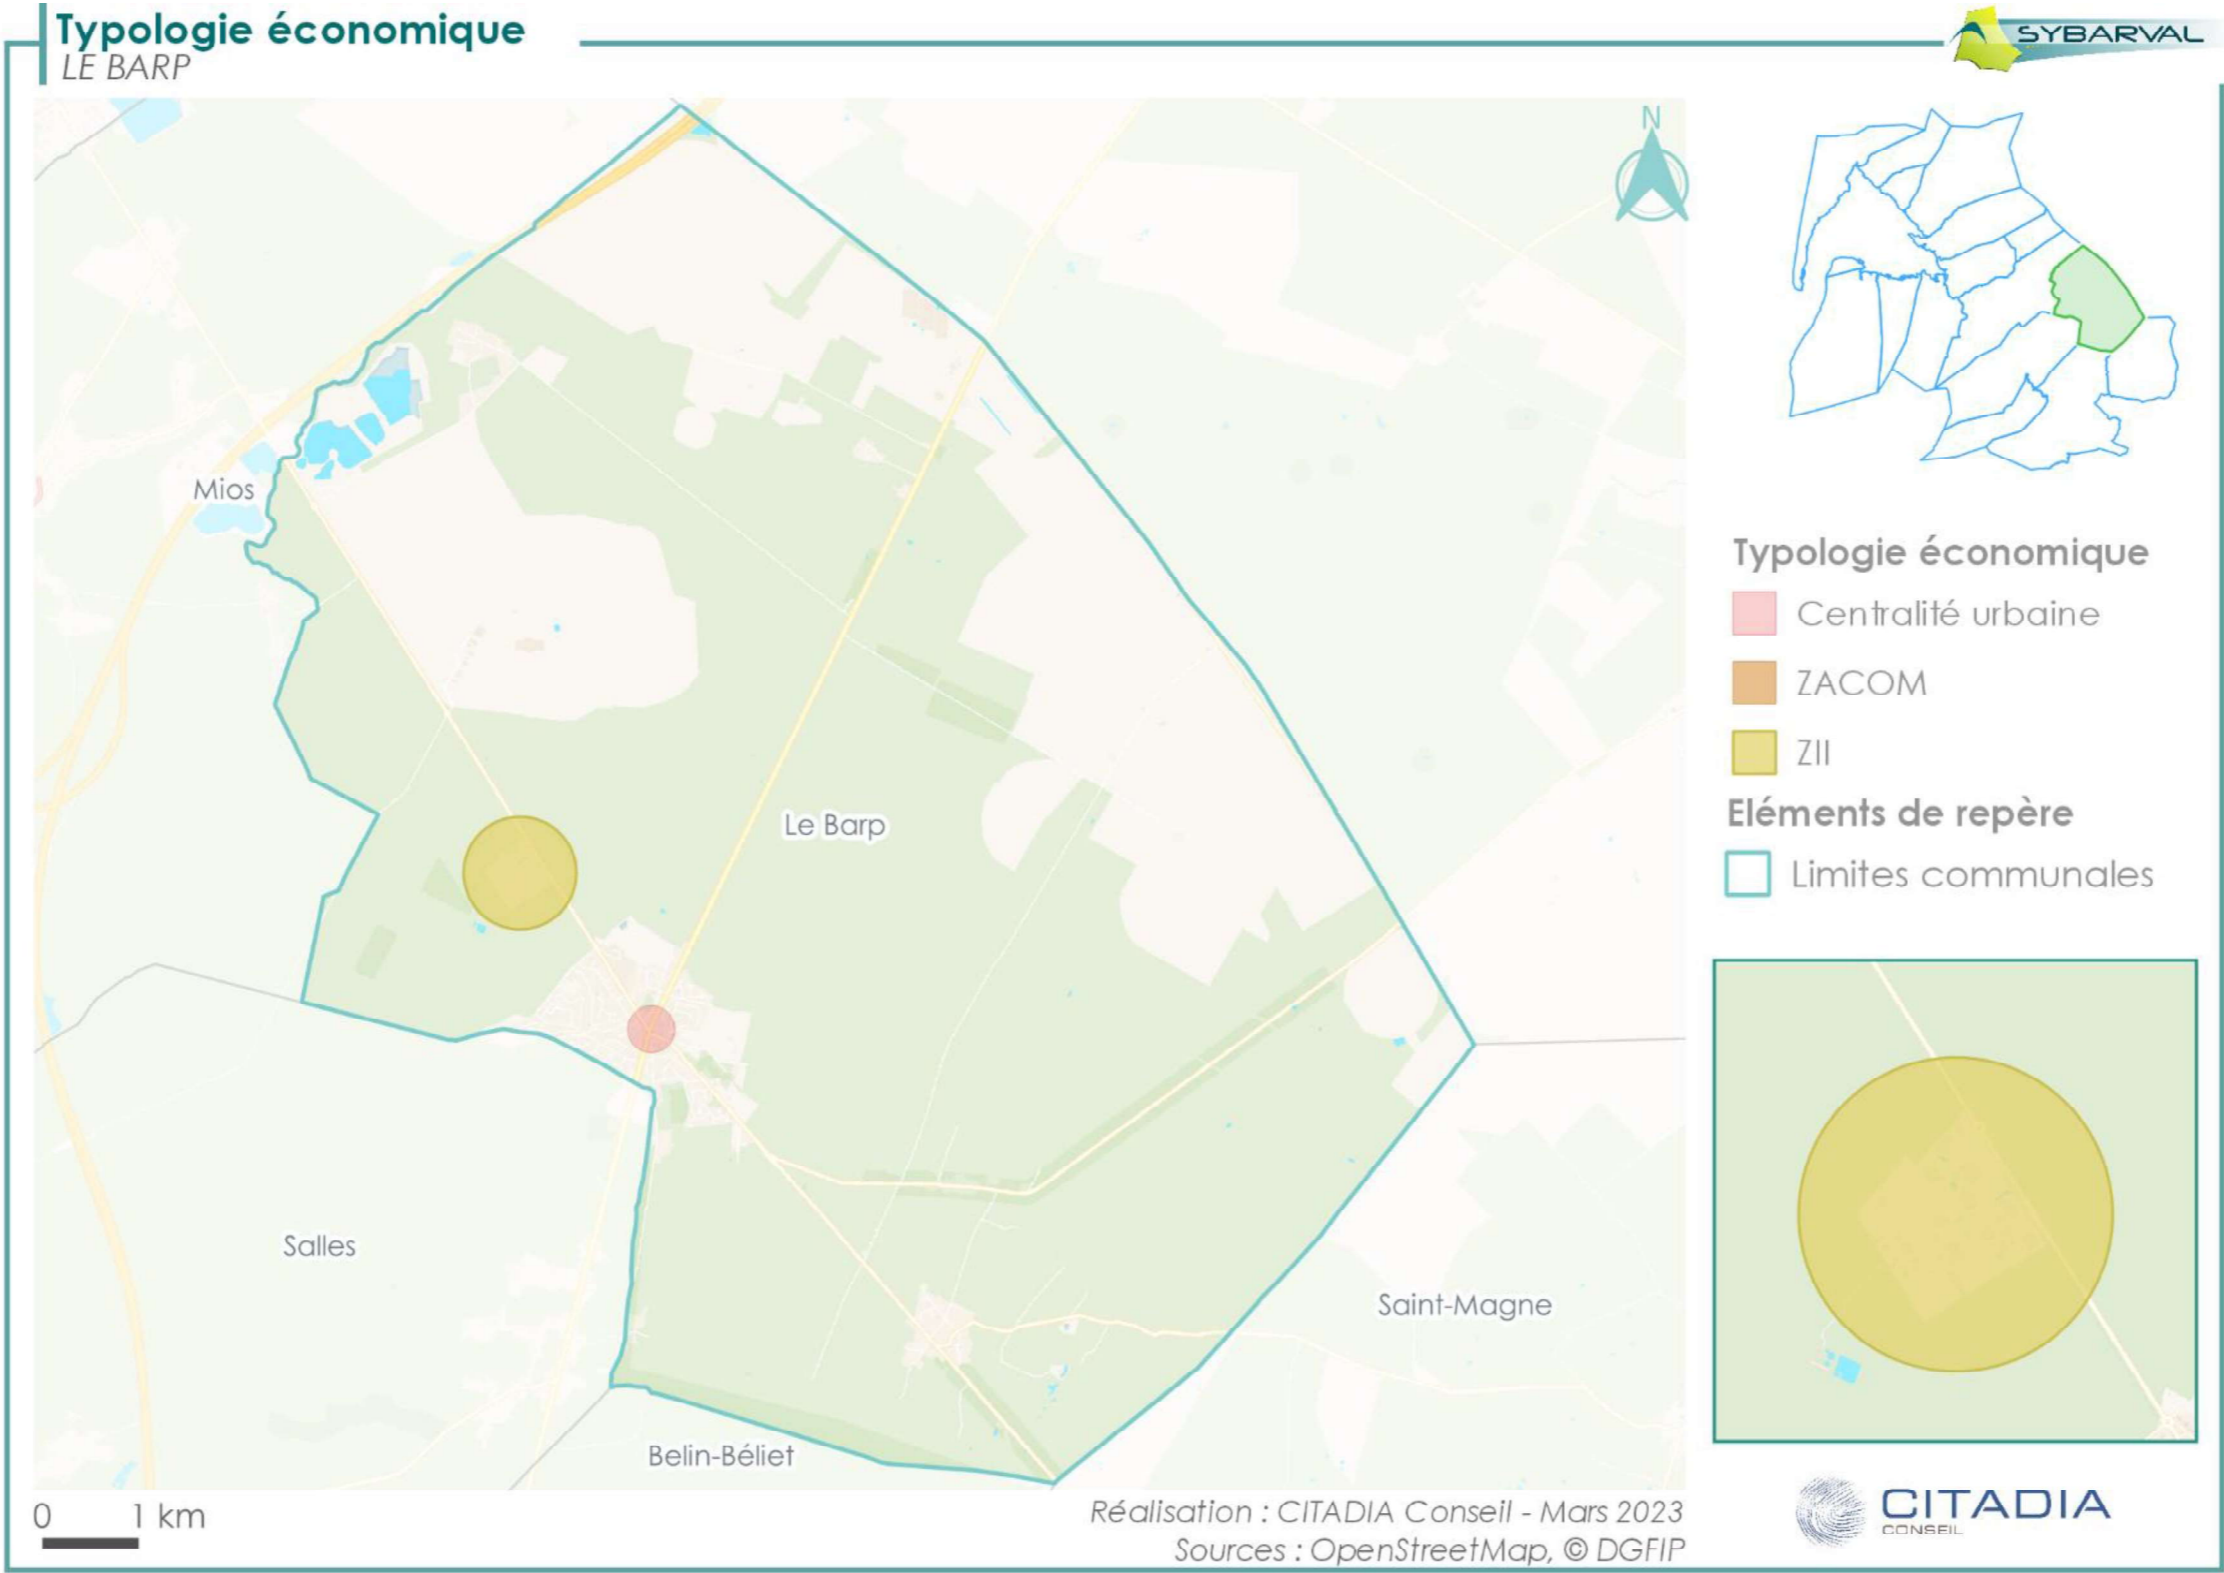 Typologie économique
LE BARP
SYBARVAL
N
Mios
Le Barp
Salles
Saint-Magne
Belin-Béliet
Typologie économique
Centralité urbaine
ZACOM
ZII
Eléments de repère
Limites communales
0 1 km
Réalisation : CITADIA Conseil - Mars 2023
Sources : OpenStreetMap, © DGFIP
CITADIA
CONSEIL